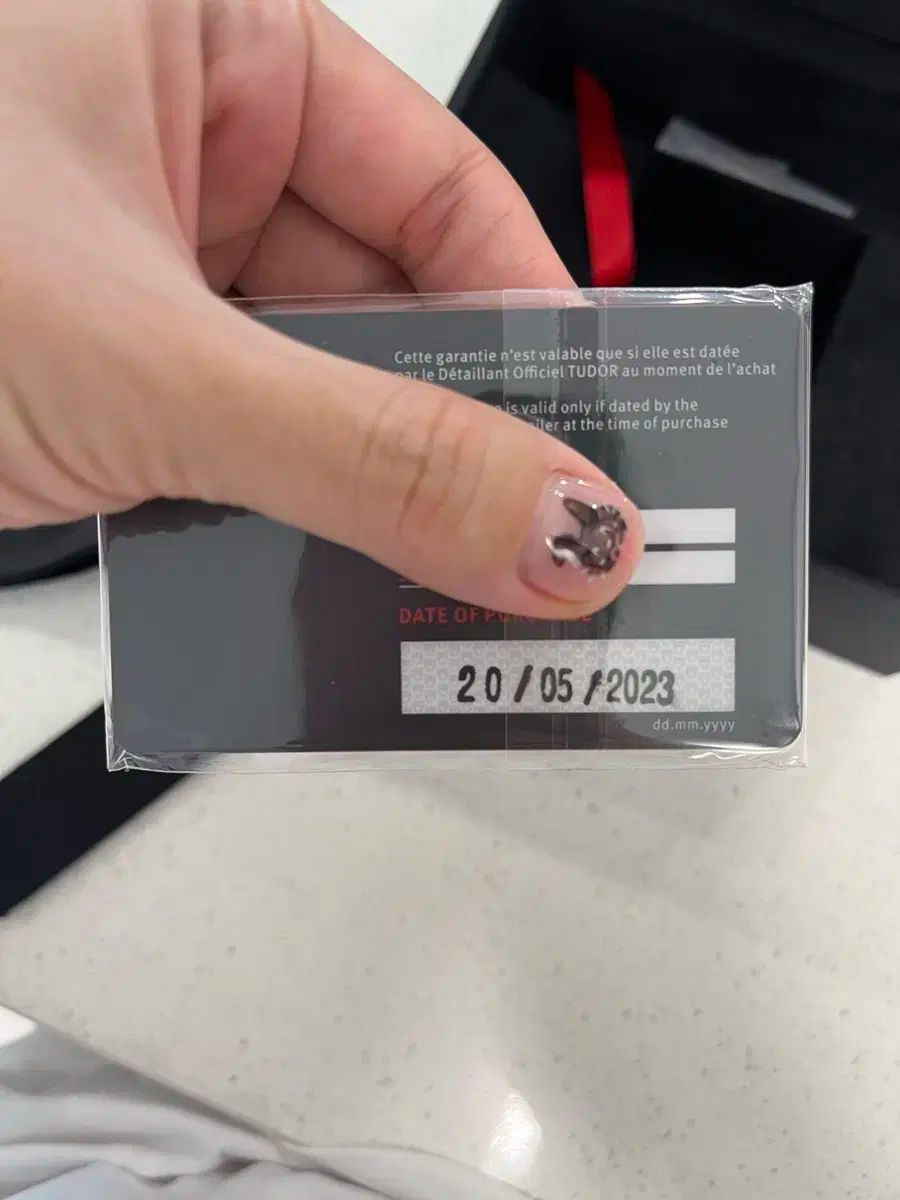 Cette garantie n'est valable que si elle est datée
par le Détaillant Officiel TUDOR au moment de l'achat
is valid only if dated by the
at the time of purchase
DATE OF
20/05/2023
dd.mm.yyyy